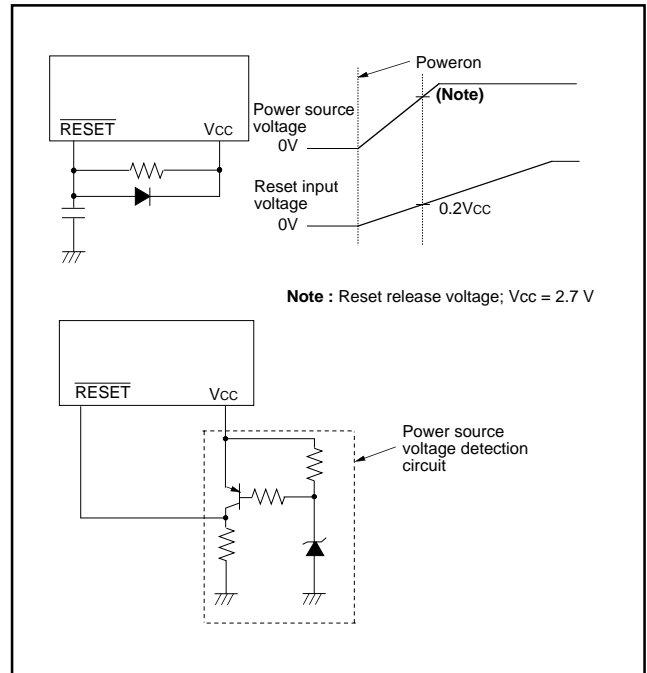 Poweron
(Note)
Power source
voltage
0V
RESET
VCC
Reset input
voltage
0V
0.2VCC
Note : Reset release voltage; Vcc = 2.7 V
RESET
VCC
Power source
voltage detection
circuit